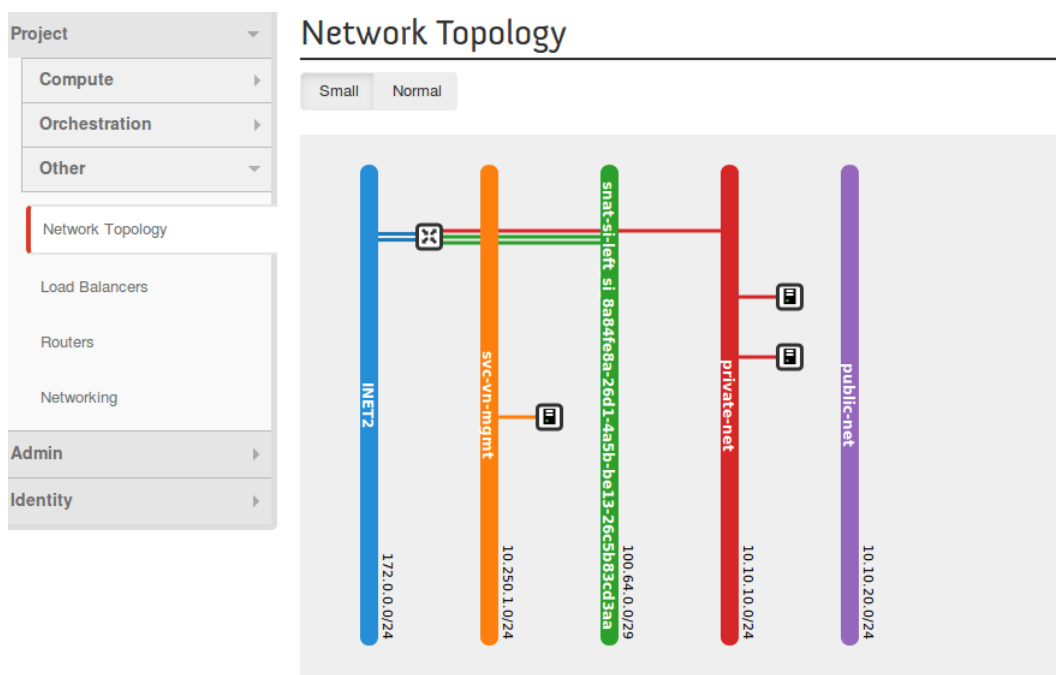 Project
Compute
Orchestration
Other
Network Topology
Load Balancers
Routers
Networking
Admin
Identity
Network Topology
Small Normal
INET2
172.0.0.0/24
svc-vn-mgmt
10.250.1.0/24
snat-si-left_si_8a84fe8a-26d1-4a5b-be13-26c5b83cd3aa
100.64.0.0/29
private-net
10.10.10.0/24
public-net
10.10.20.0/24